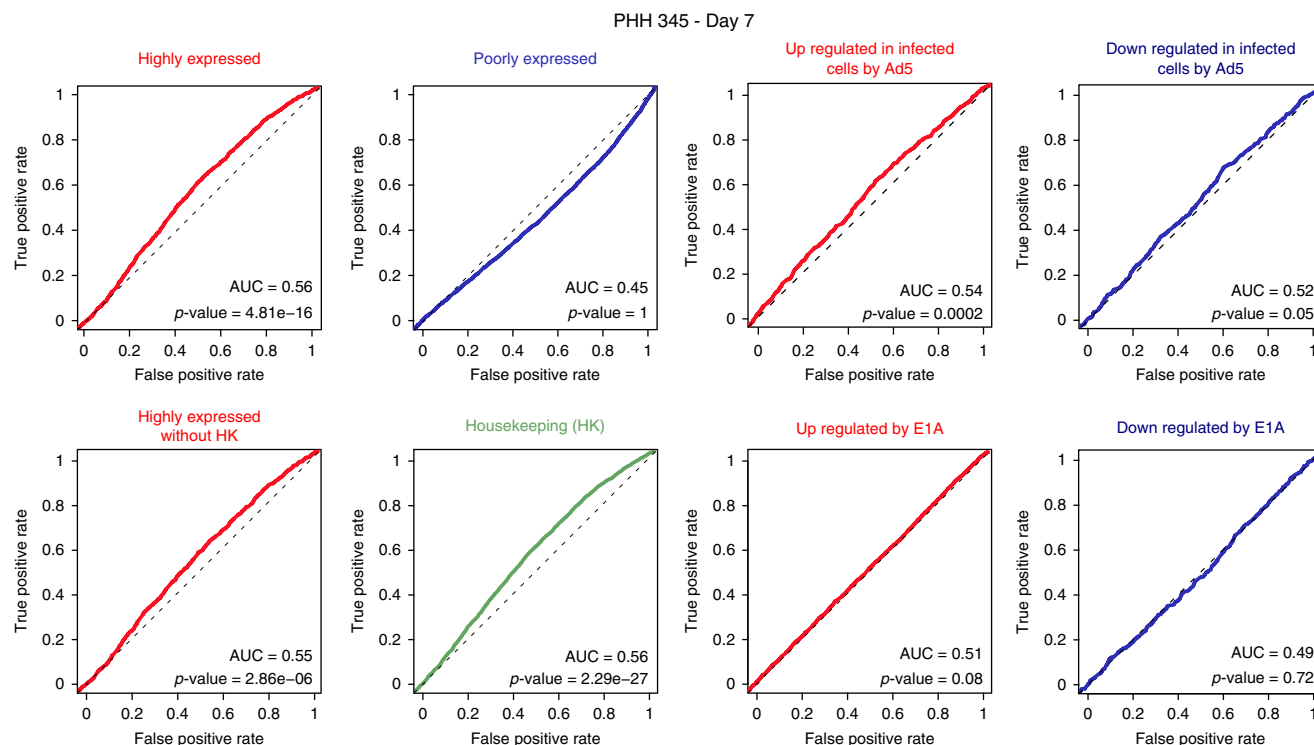 PHH 345 - Day 7
Highly expressed
True positive rate
1
0.8
0.6
0.4
0.2
0
AUC = 0.56
p-value = 4.81e-16
0 0.2 0.4 0.6 0.8 1
False positive rate
Poorly expressed
True positive rate
1
0.8
0.6
0.4
0.2
0
AUC = 0.45
p-value = 1
0 0.2 0.4 0.6 0.8 1
False positive rate
Up regulated in infected
cells by Ad5
True positive rate
1
0.8
0.6
0.4
0.2
0
AUC = 0.54
p-value = 0.0002
0 0.2 0.4 0.6 0.8 1
False positive rate
Down regulated in infected
cells by Ad5
True positive rate
1
0.8
0.6
0.4
0.2
0
AUC = 0.52
p-value = 0.05
0 0.2 0.4 0.6 0.8 1
False positive rate
Highly expressed
without HK
True positive rate
1
0.8
0.6
0.4
0.2
0
AUC = 0.55
p-value = 2.86e-06
0 0.2 0.4 0.6 0.8 1
False positive rate
Housekeeping (HK)
True positive rate
1
0.8
0.6
0.4
0.2
0
AUC = 0.56
p-value = 2.29e-27
0 0.2 0.4 0.6 0.8 1
False positive rate
Up regulated by E1A
True positive rate
1
0.8
0.6
0.4
0.2
0
AUC = 0.51
p-value = 0.08
0 0.2 0.4 0.6 0.8 1
False positive rate
Down regulated by E1A
True positive rate
1
0.8
0.6
0.4
0.2
0
AUC = 0.49
p-value = 0.72
0 0.2 0.4 0.6 0.8 1
False positive rate